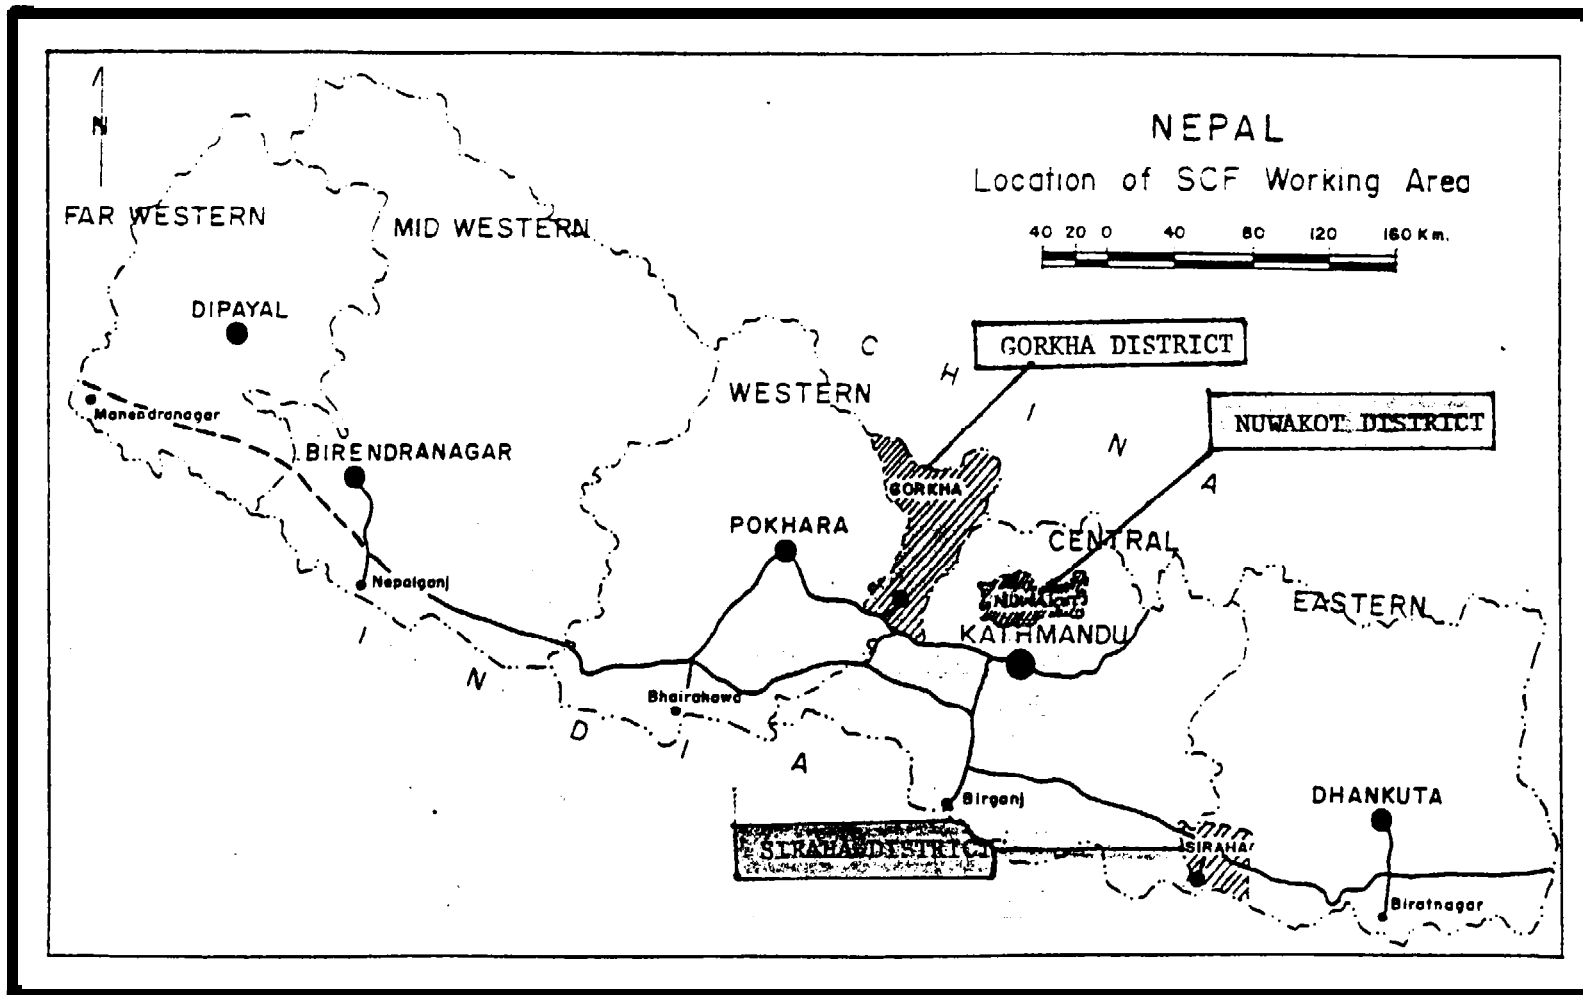 NEPAL
Location of SCF Working Area
40 20 0 40 80 120 160 Km.
N
FAR WESTERN
MID WESTERN
DIPAYAL
GORKHA DISTRICT
C H I N A
WESTERN
NUWAKOT DISTRICT
Manendranagar
BIRENDRANAGAR
GORKHA
POKHARA
CENTRAL
Nepalganj
NUWAKOT
EASTERN
KATHMANDU
I N D I A
Bhairahawa
Birganj
DHANKUTA
SIRAHA DISTRICT
SIRAHA
Biratnagar